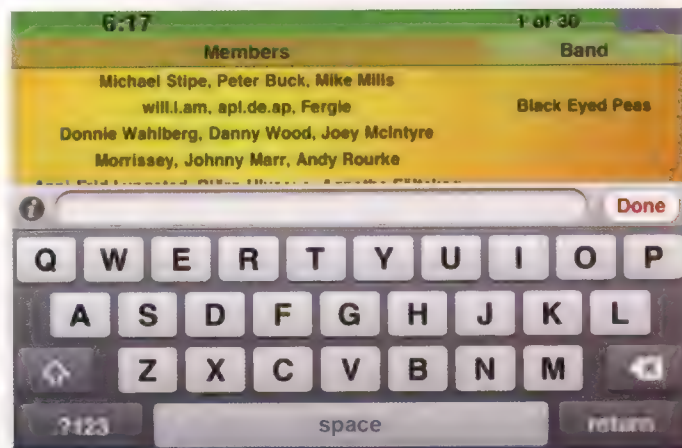 6:17 1 of 30
Members Band
Michael Stipe, Peter Buck, Mike Mills
will.i.am, apl.de.ap, Fergie Black Eyed Peas
Donnie Wahlberg, Danny Wood, Joey McIntyre
Morrissey, Johnny Marr, Andy Rourke
Done
Q W E R T Y U I O P
A S D F G H J K L
Z X C V B N M
?123 space return